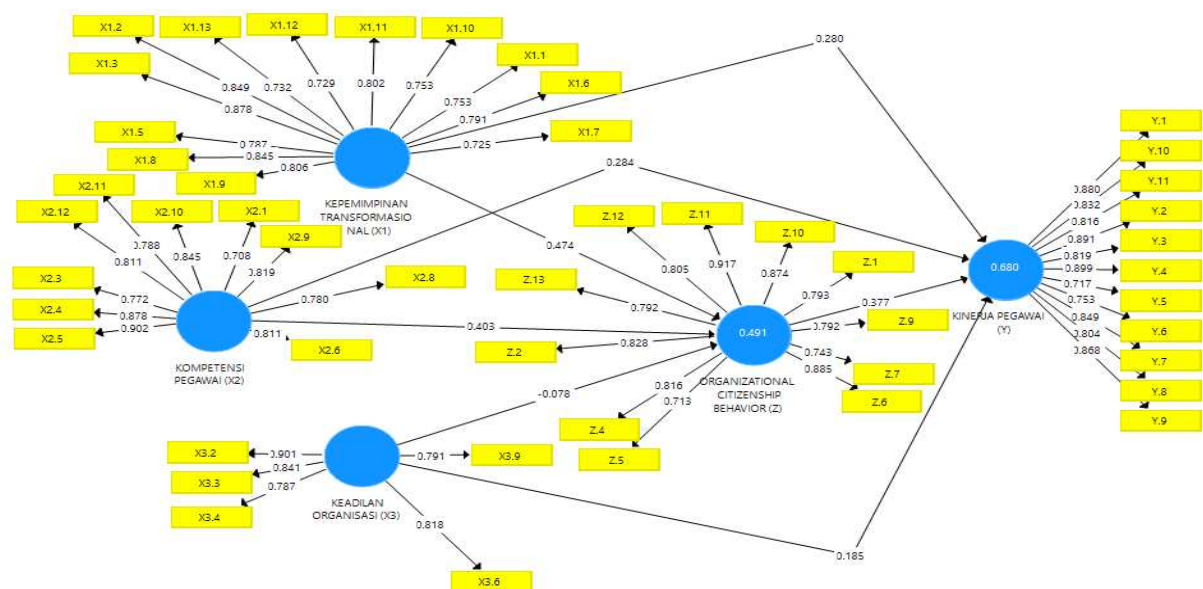 X1.2
X1.13
X1.12
X1.11
X1.10
X1.3
X1.1
X1.6
X1.7
X1.5
X1.8
X1.9
0.849
0.732
0.729
0.802
0.753
0.753
0.878
0.791
0.725
0.787
0.845
0.806
0.280
KEPEMIMPINAN
TRANSFORMASIO
NAL (X1)
X2.11
X2.12
X2.10
X2.1
X2.9
X2.3
X2.4
X2.5
X2.8
X2.6
0.788
0.811
0.845
0.708
0.819
0.772
0.878
0.902
0.780
0.811
0.284
0.474
0.403
KOMPETENSI
PEGAWAI (X2)
X3.2
X3.3
X3.4
X3.9
X3.6
0.901
0.841
0.787
0.791
0.818
-0.078
0.185
KEADILAN
ORGANISASI (X3)
Z.12
Z.11
Z.10
Z.1
Z.13
Z.9
Z.2
Z.7
Z.6
Z.4
Z.5
0.805
0.917
0.874
0.793
0.792
0.792
0.828
0.743
0.885
0.816
0.713
0.377
0.491
ORGANIZATIONAL
CITIZENSHIP
BEHAVIOR (Z)
Y.1
Y.10
Y.11
Y.2
Y.3
Y.4
Y.5
Y.6
Y.7
Y.8
Y.9
0.880
0.832
0.816
0.891
0.819
0.899
0.717
0.753
0.849
0.804
0.868
0.680
KINERJA PEGAWAI
(Y)